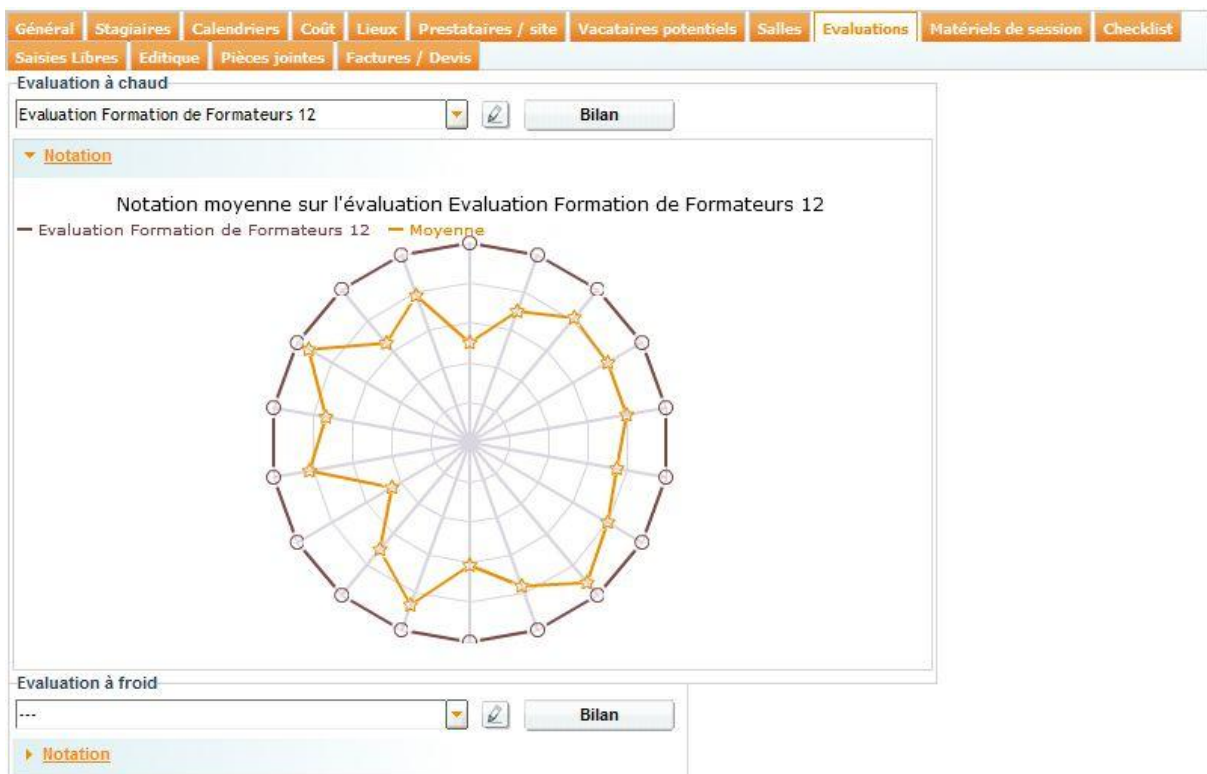 Général Stagiaires Calendriers Coût Lieux Prestataires / site Vacataires potentiels Salles Evaluations Matériels de session Checklist
Saisies Libres Editique Pièces jointes Factures / Devis
Evaluation à chaud
Evaluation Formation de Formateurs 12 Bilan
Notation
Notation moyenne sur l'évaluation Evaluation Formation de Formateurs 12
Evaluation Formation de Formateurs 12 Moyenne
Evaluation à froid
--- Bilan
Notation